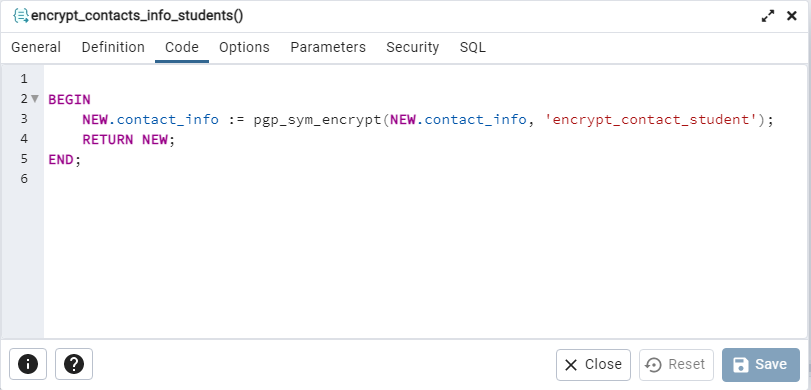 encrypt_contacts_info_students()
General Definition Code Options Parameters Security SQL
1
2 BEGIN
3 NEW.contact_info := pgp_sym_encrypt(NEW.contact_info, 'encrypt_contact_student');
4 RETURN NEW;
5 END;
6
Close Reset Save